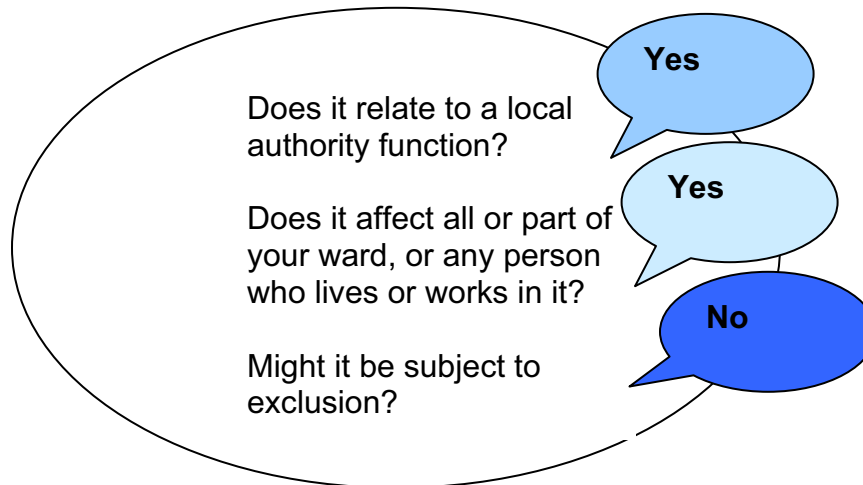 Yes
Does it relate to a local
authority function?
Yes
Does it affect all or part of
your ward, or any person
who lives or works in it?
No
Might it be subject to
exclusion?